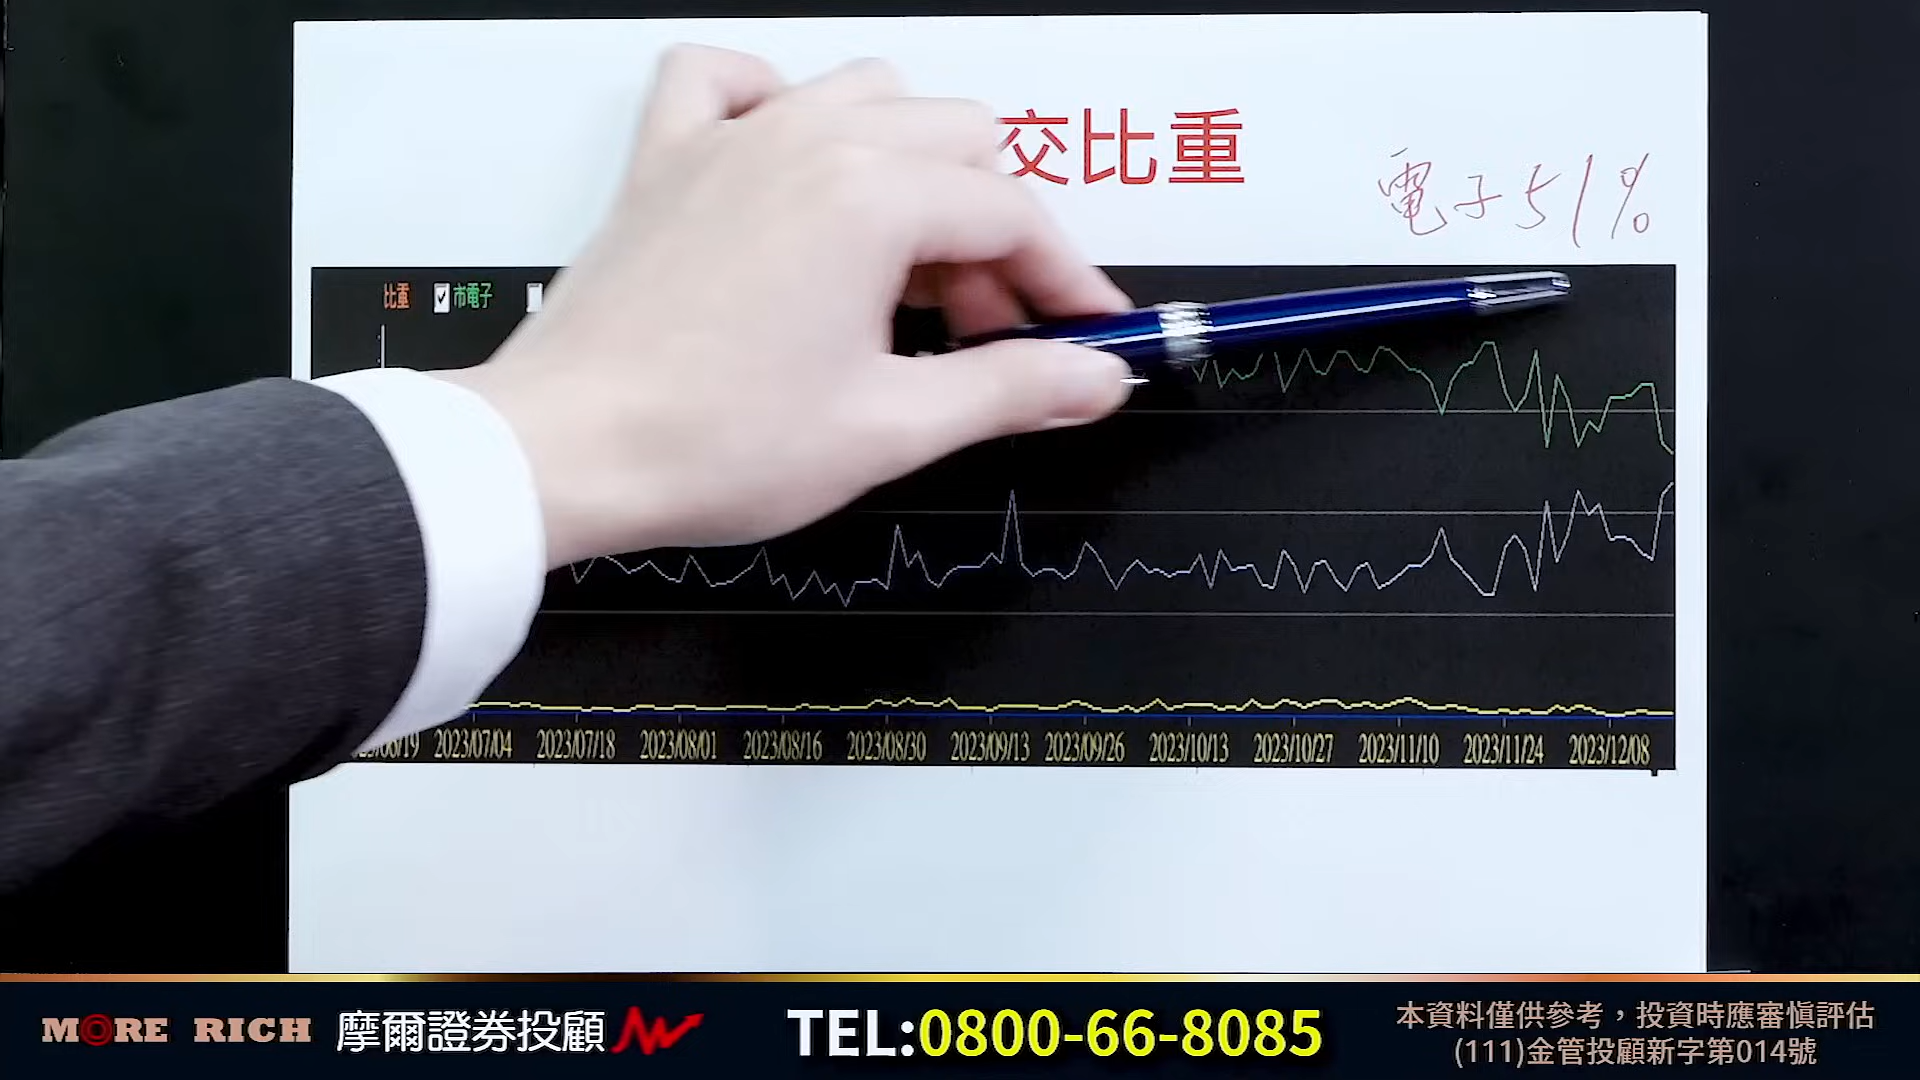 交比重
電子51%
比重 市電子
2023/07/04 2023/07/18 2023/08/01 2023/08/16 2023/08/30 2023/09/13 2023/09/26 2023/10/13 2023/10/27 2023/11/10 2023/11/24 2023/12/08
MORE RICH 摩爾證券投顧 TEL:0800-66-8085
本資料僅供參考，投資時應審慎評估
(111)金管投顧新字第014號